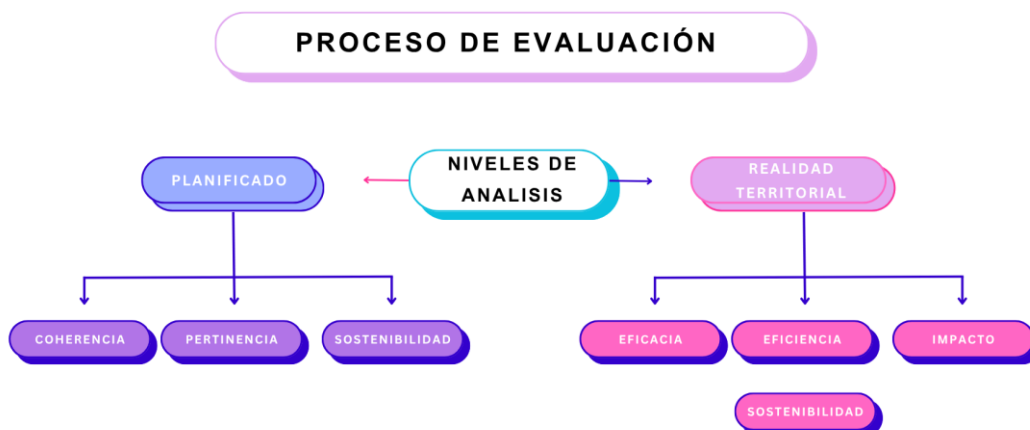 PROCESO DE EVALUACIÓN
NIVELES DE
ANALISIS
PLANIFICADO
REALIDAD
TERRITORIAL
COHERENCIA
PERTINENCIA
SOSTENIBILIDAD
EFICACIA
EFICIENCIA
IMPACTO
SOSTENIBILIDAD